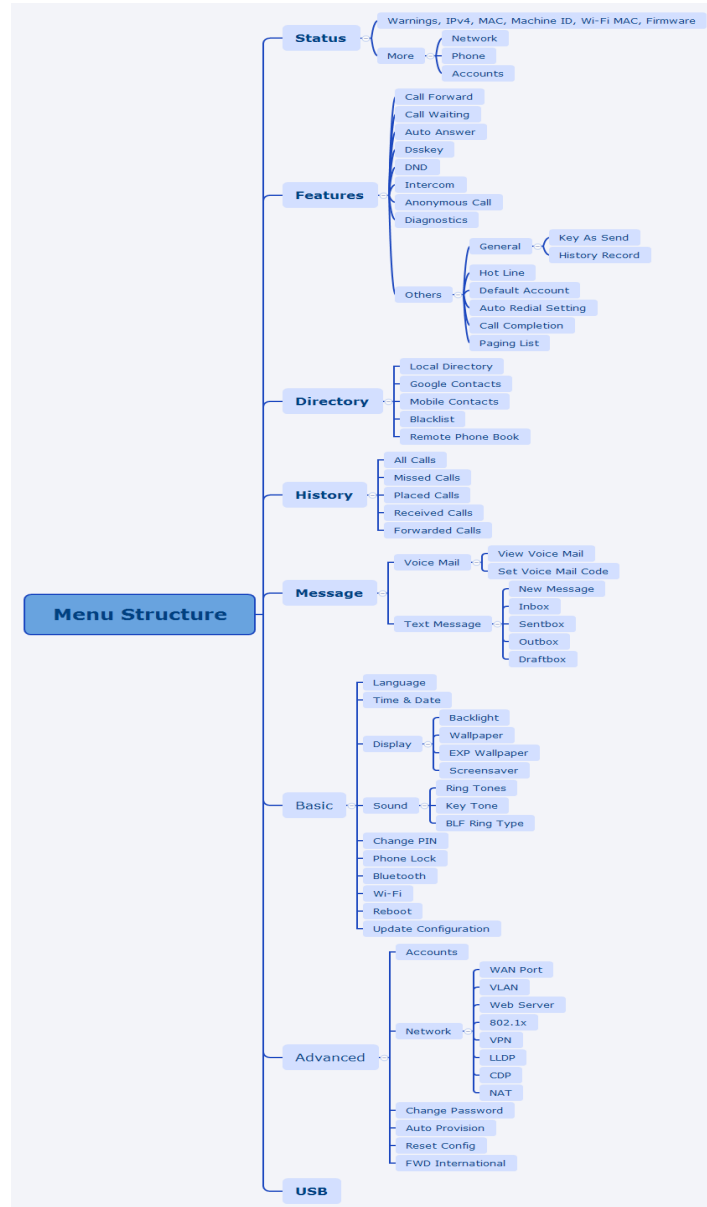 Menu Structure
Status
Warnings, IPv4, MAC, Machine ID, Wi-Fi MAC, Firmware
More
Network
Phone
Accounts
Features
Call Forward
Call Waiting
Auto Answer
Dsskey
DND
Intercom
Anonymous Call
Diagnostics
Others
General
Key As Send
History Record
Hot Line
Default Account
Auto Redial Setting
Call Completion
Paging List
Directory
Local Directory
Google Contacts
Mobile Contacts
Blacklist
Remote Phone Book
History
All Calls
Missed Calls
Placed Calls
Received Calls
Forwarded Calls
Message
Voice Mail
View Voice Mail
Set Voice Mail Code
Text Message
New Message
Inbox
Sentbox
Outbox
Draftbox
Basic
Language
Time & Date
Display
Backlight
Wallpaper
EXP Wallpaper
Screensaver
Sound
Ring Tones
Key Tone
BLF Ring Type
Change PIN
Phone Lock
Bluetooth
Wi-Fi
Reboot
Update Configuration
Advanced
Accounts
Network
WAN Port
VLAN
Web Server
802.1x
VPN
LLDP
CDP
NAT
Change Password
Auto Provision
Reset Config
FWD International
USB